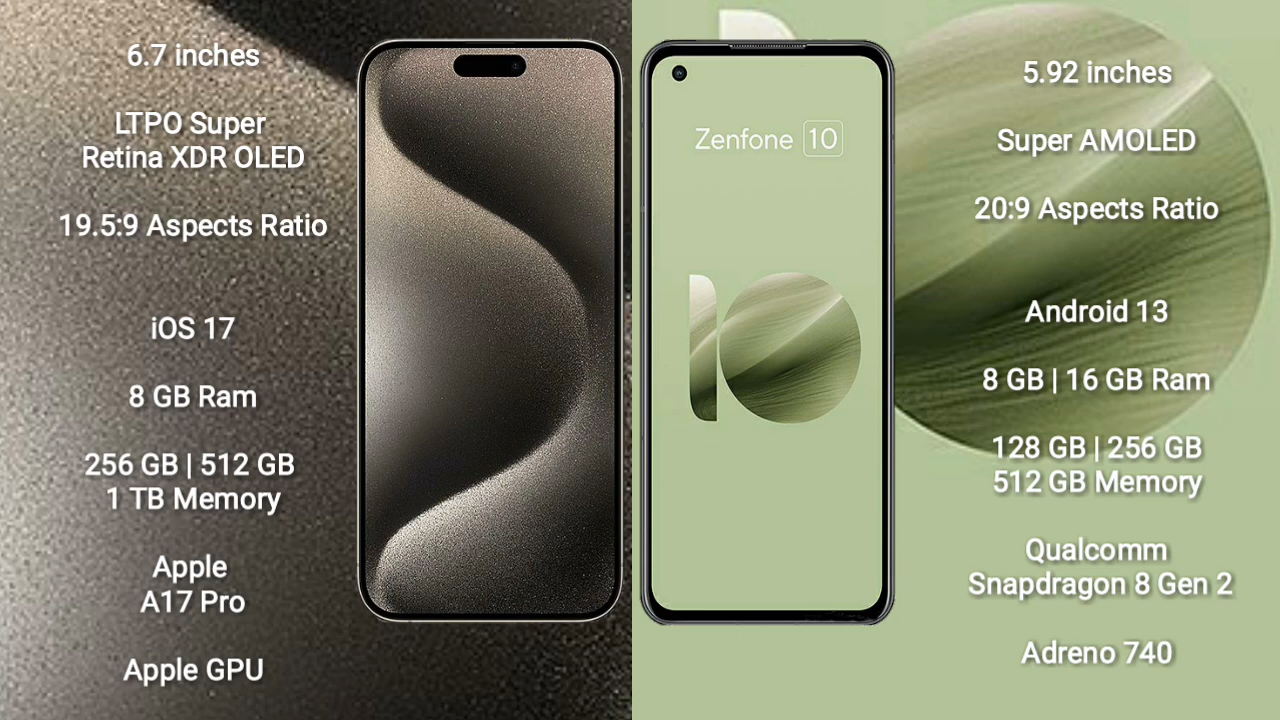 6.7 inches
LTPO Super
Retina XDR OLED
19.5:9 Aspects Ratio
iOS 17
8 GB Ram
256 GB | 512 GB
1 TB Memory
Apple
A17 Pro
Apple GPU
Zenfone 10
10
5.92 inches
Super AMOLED
20:9 Aspects Ratio
Android 13
8 GB | 16 GB Ram
128 GB | 256 GB
512 GB Memory
Qualcomm
Snapdragon 8 Gen 2
Adreno 740